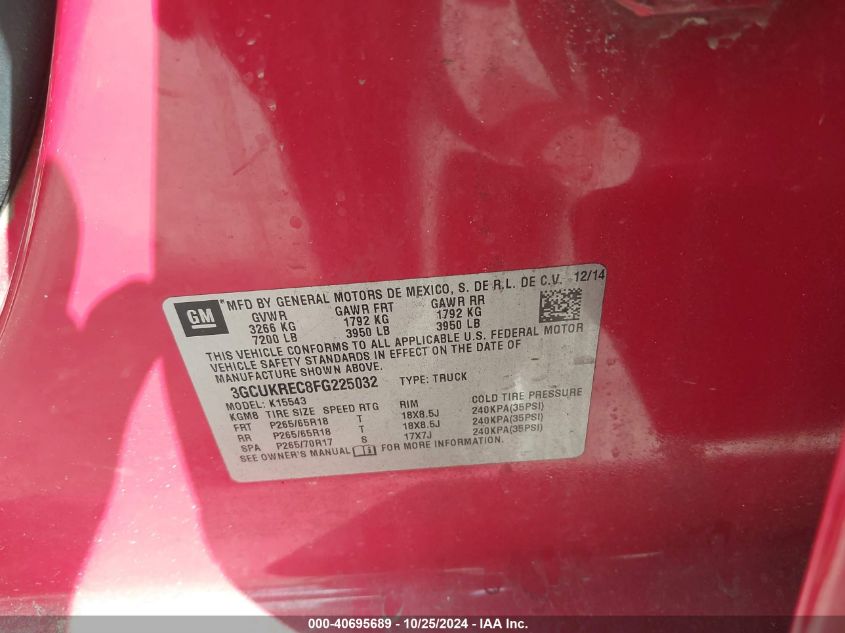 GM
*MFD BY GENERAL MOTORS DE MEXICO, S. DE R.L. DE C.V. 12/14
GVWR GAWR FRT GAWR RR
3266 KG 1792 KG 1792 KG
7200 LB 3950 LB 3950 LB
THIS VEHICLE CONFORMS TO ALL APPLICABLE U.S. FEDERAL MOTOR
VEHICLE SAFETY STANDARDS IN EFFECT ON THE DATE OF
MANUFACTURE SHOWN ABOVE.
3GCUKREC8FG225032 TYPE: TRUCK
MODEL: K15543
KGM8 TIRE SIZE SPEED RTG RIM COLD TIRE PRESSURE
FRT P265/65R18 T 18X8.5J 240KPA(35PSI)
RR P265/65R18 T 18X8.5J 240KPA(35PSI)
SPA P265/70R17 S 17X7J 240KPA(35PSI)
SEE OWNER'S MANUAL FOR MORE INFORMATION.
000-40695689 - 10/25/2024 - IAA Inc.